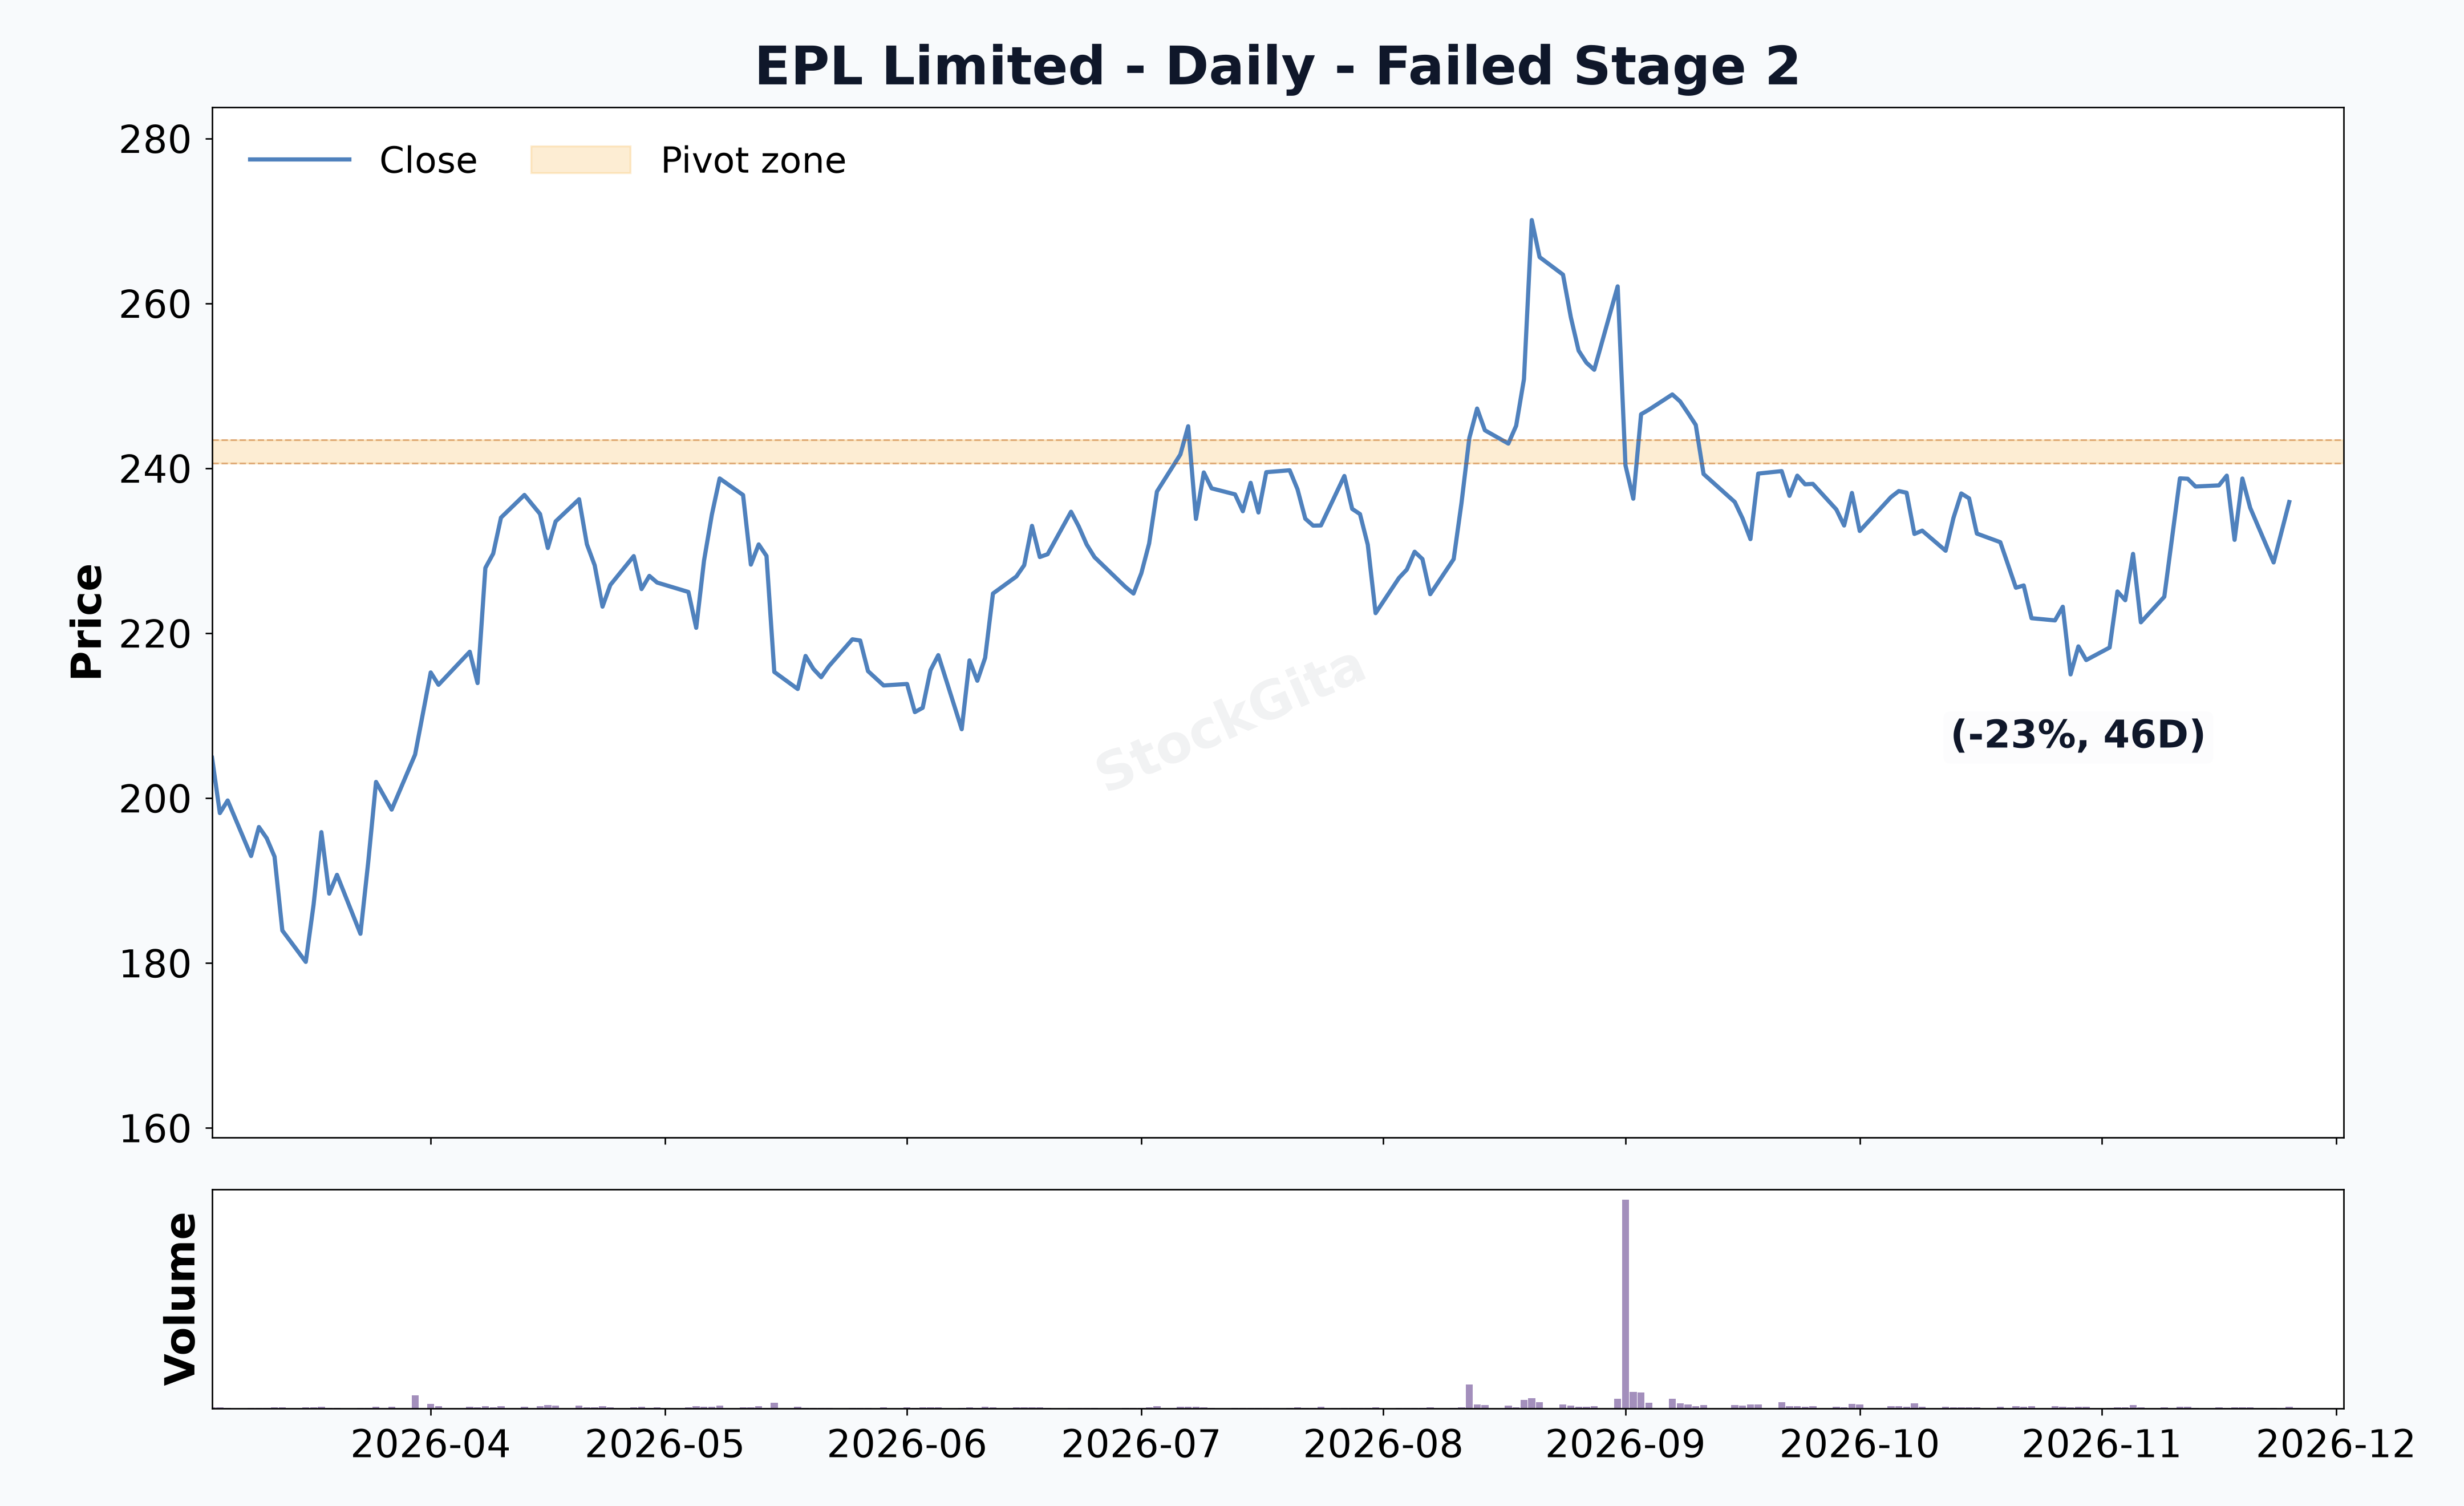 EPL Limited - Daily - Failed Stage 2
Close
Pivot zone
Price
280
260
240
220
200
180
160
StockGita
(-23%, 46D)
Volume
2026-04
2026-05
2026-06
2026-07
2026-08
2026-09
2026-10
2026-11
2026-12